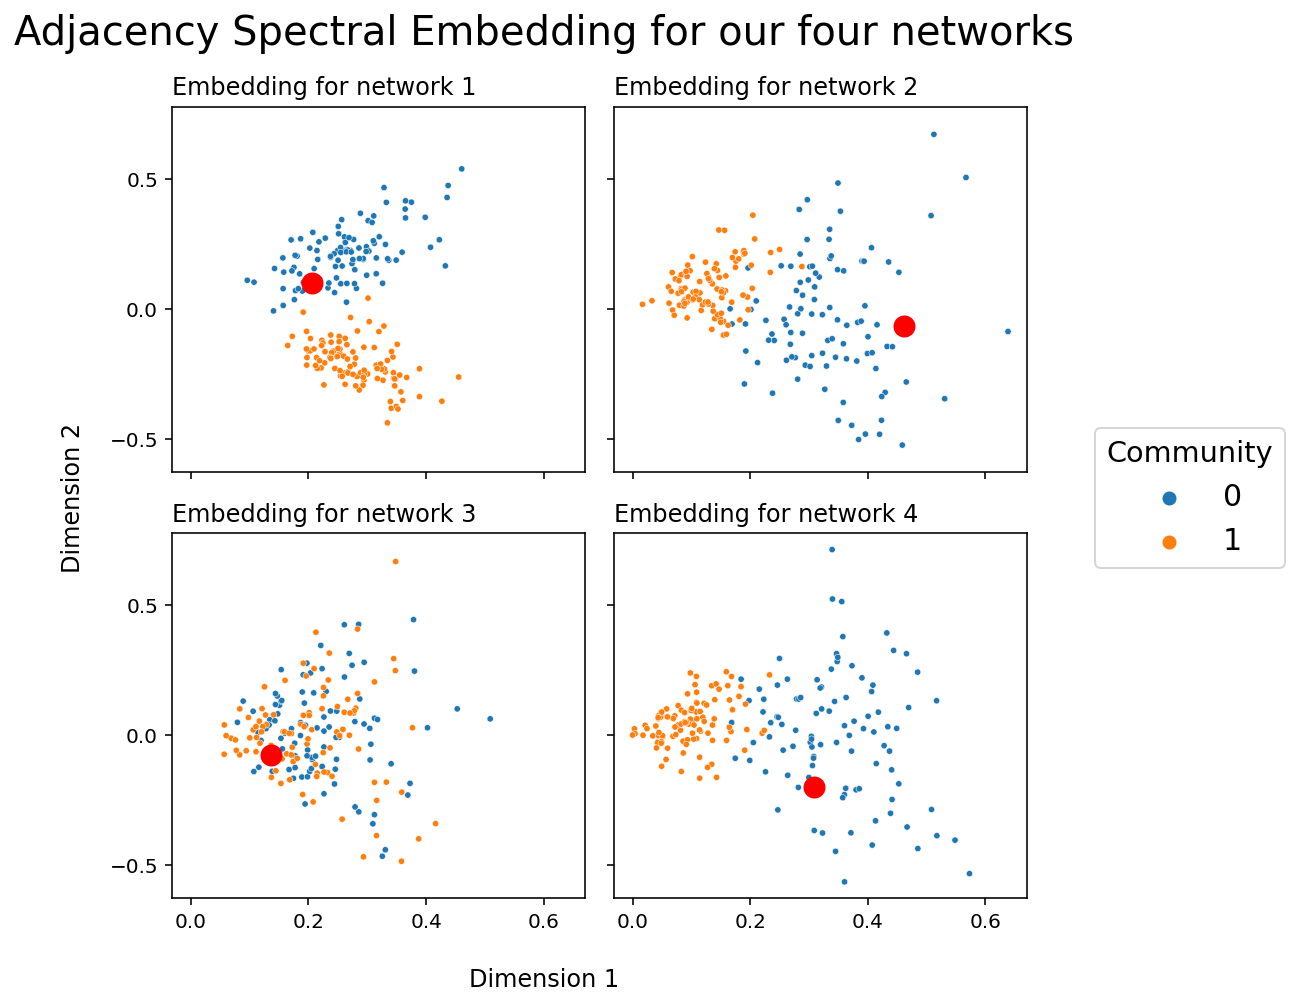 Adjacency Spectral Embedding for our four networks
Embedding for network 1
Embedding for network 2
0.5
0.0
−0.5
Dimension 2
Community
0
1
Embedding for network 3
Embedding for network 4
0.5
0.0
−0.5
0.0 0.2 0.4 0.6
0.0 0.2 0.4 0.6
Dimension 1